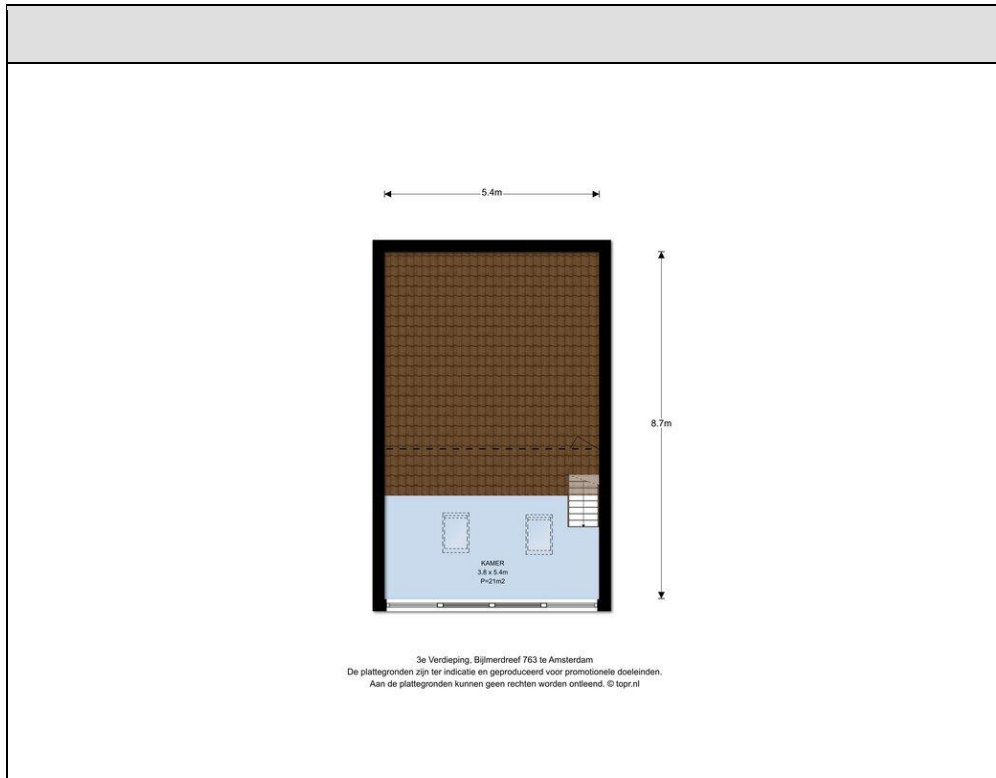 5.4m
8.7m
KAMER
3.8 x 5.4m
P=21m2
3e Verdieping, Bijlmerdreef 763 te Amsterdam
De plattegronden zijn ter indicatie en geproduceerd voor promotionele doeleinden.
Aan de plattegronden kunnen geen rechten worden ontleend. © topr.nl